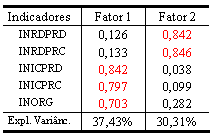 Indicadores Fator 1 Fator 2
INRDPRD 0,126 0,842
INRDPRC 0,133 0,846
INICPRD 0,842 0,038
INICPRC 0,797 0,099
INORG 0,703 0,282
Expl. Variânc. 37,43% 30,31%